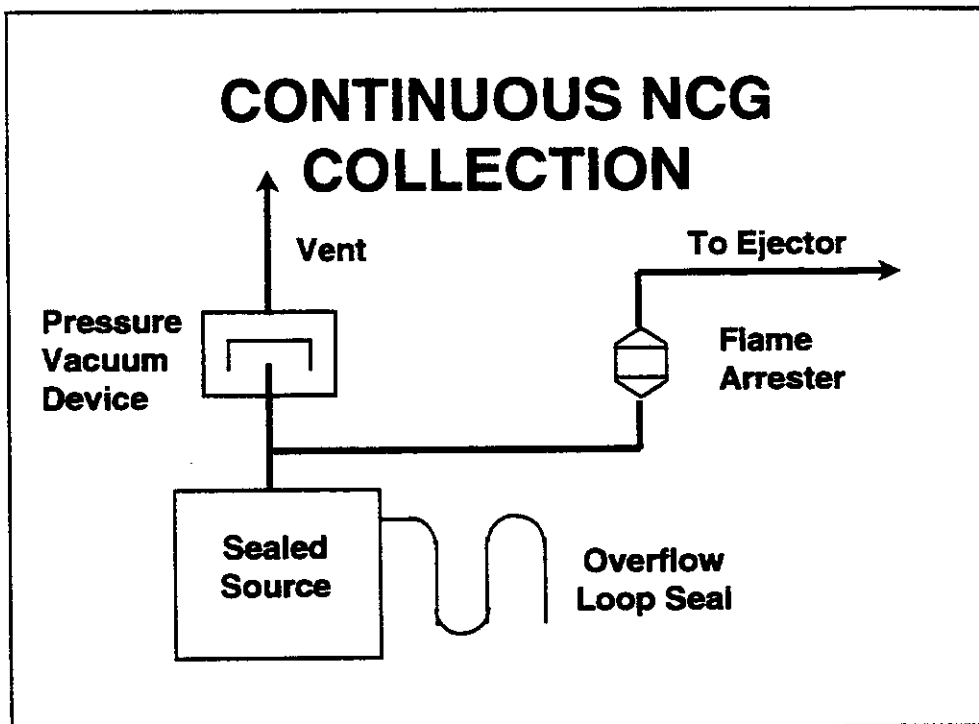 CONTINUOUS NCG
COLLECTION
Vent
To Ejector
Pressure
Vacuum
Device
Flame
Arrester
Sealed
Source
Overflow
Loop Seal